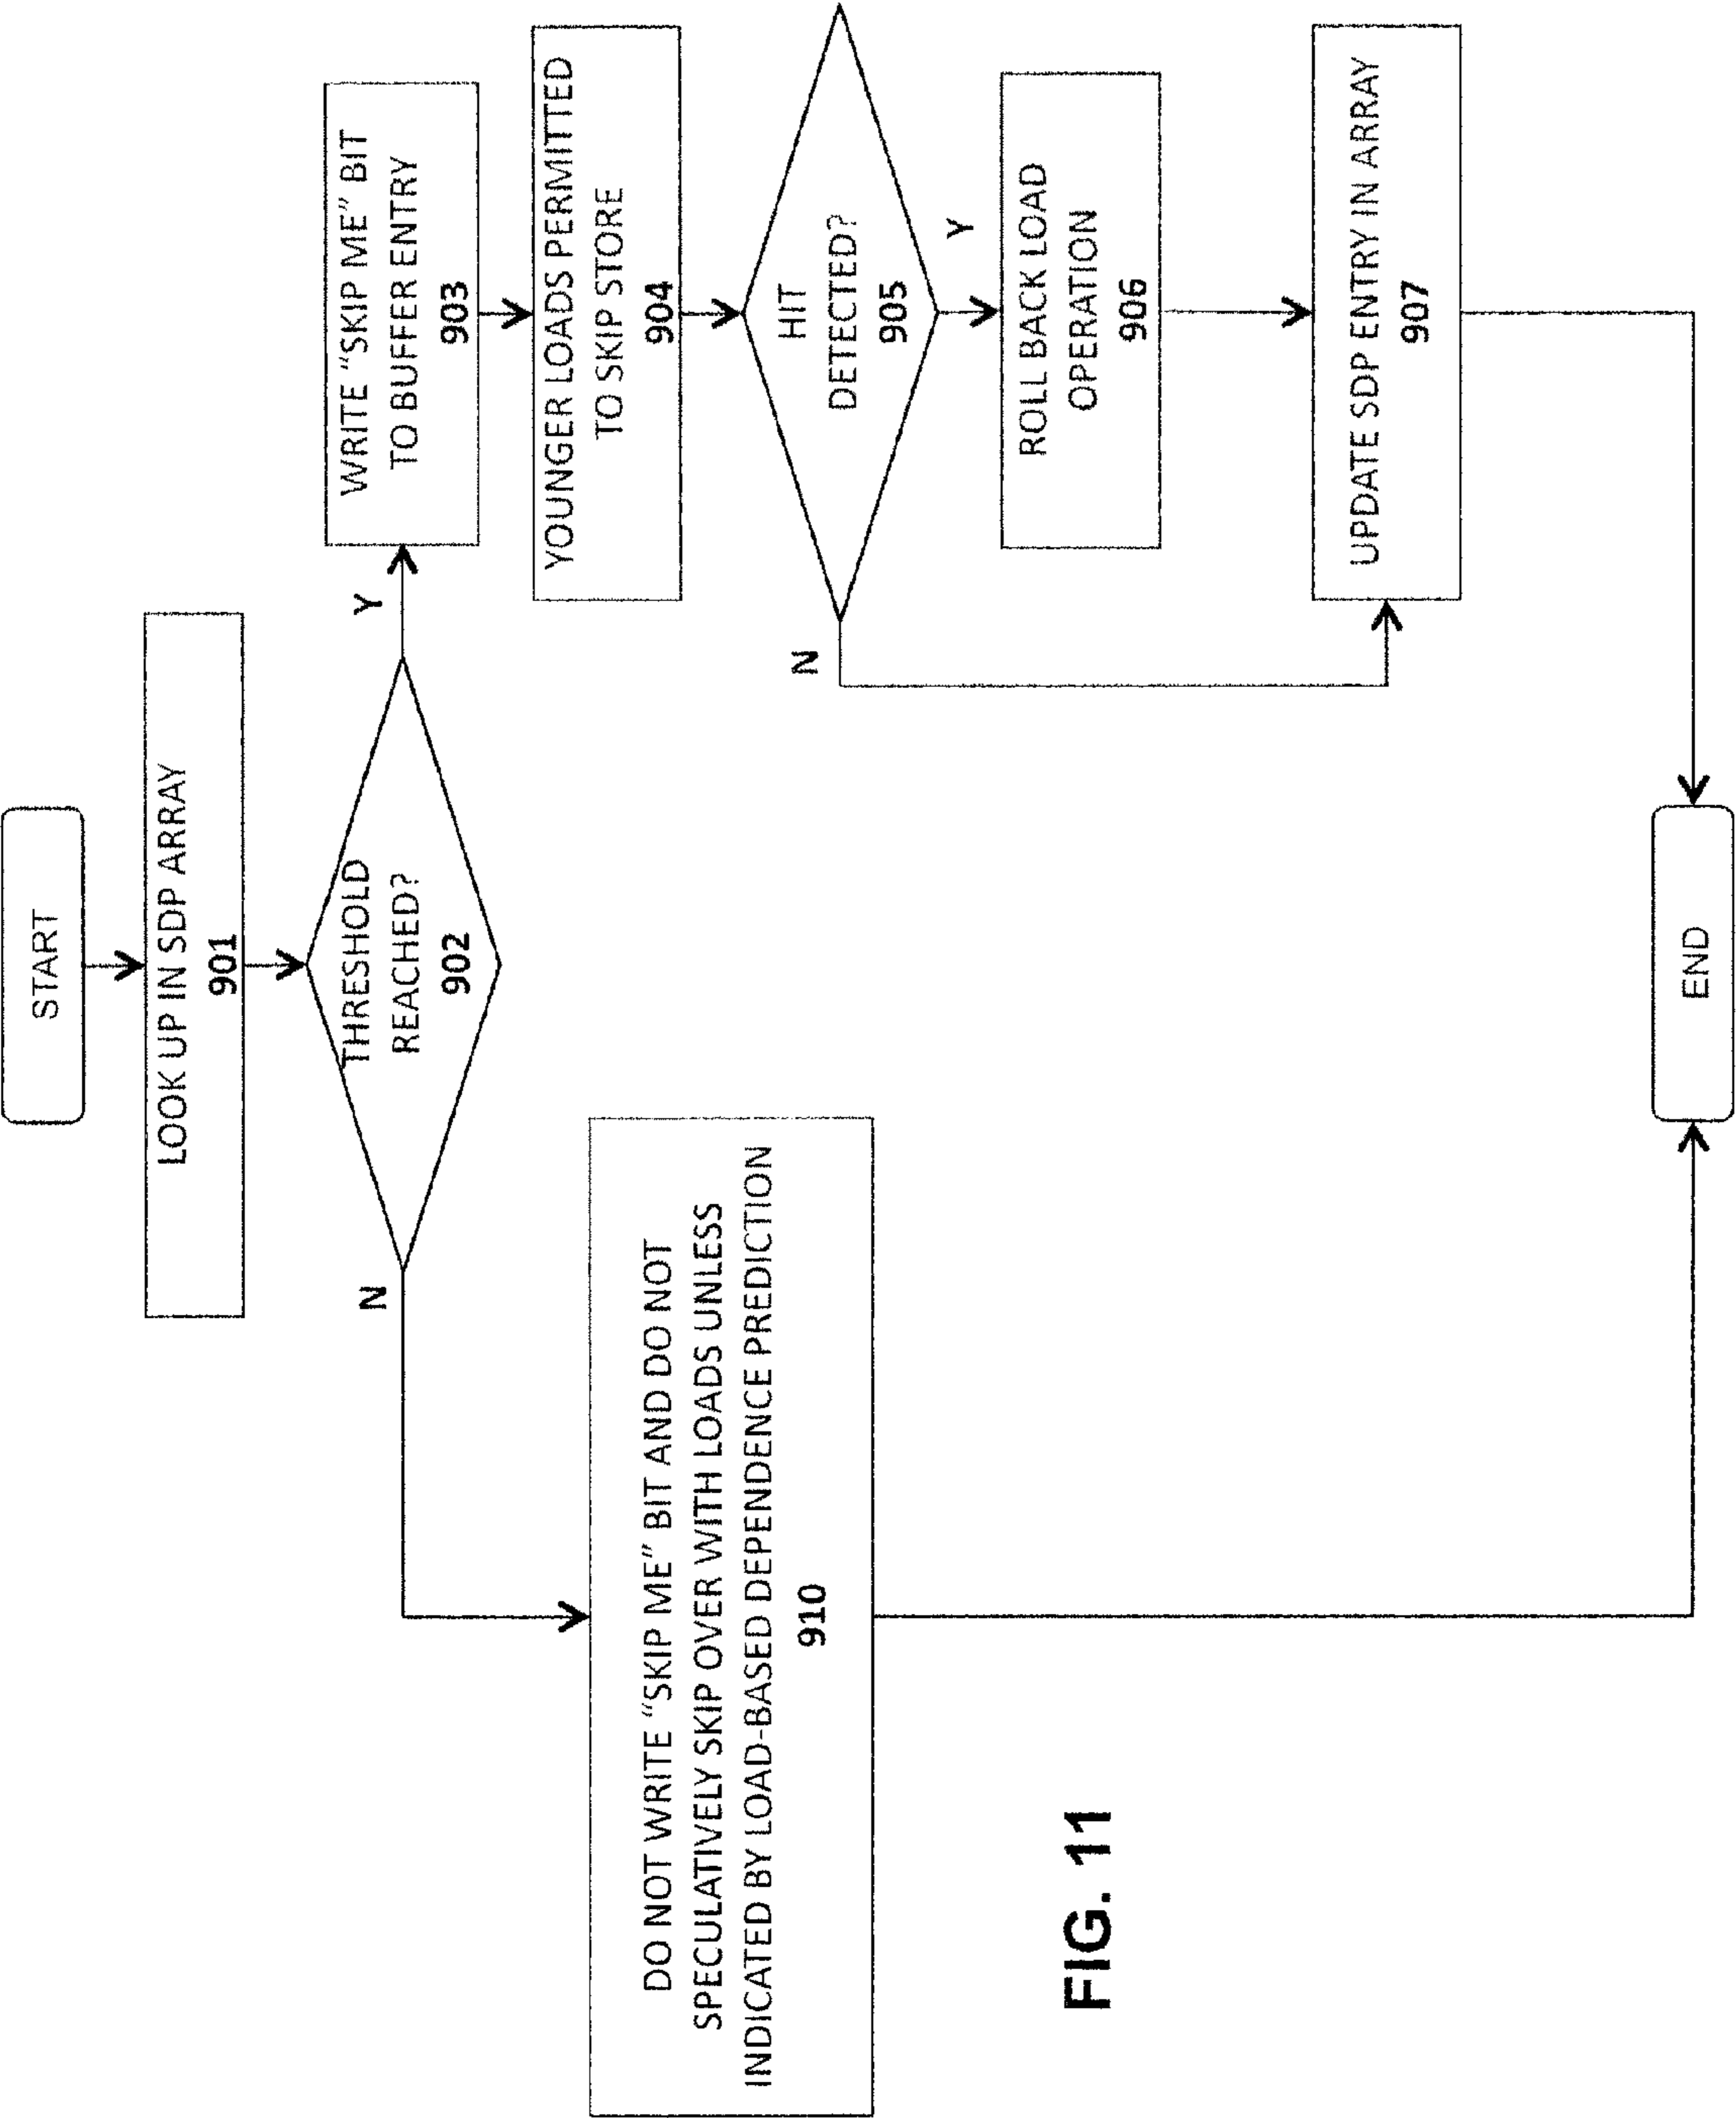 START
LOOK UP IN SDP ARRAY
901
THRESHOLD
REACHED?
902
Y
N
WRITE “SKIP ME” BIT
TO BUFFER ENTRY
903
YOUNGER LOADS PERMITTED
TO SKIP STORE
904
HIT
DETECTED?
905
Y
N
ROLL BACK LOAD
OPERATION
906
UPDATE SDP ENTRY IN ARRAY
907
DO NOT WRITE “SKIP ME” BIT AND DO NOT
SPECULATIVELY SKIP OVER WITH LOADS UNLESS
INDICATED BY LOAD-BASED DEPENDENCE PREDICTION
910
END
FIG. 11